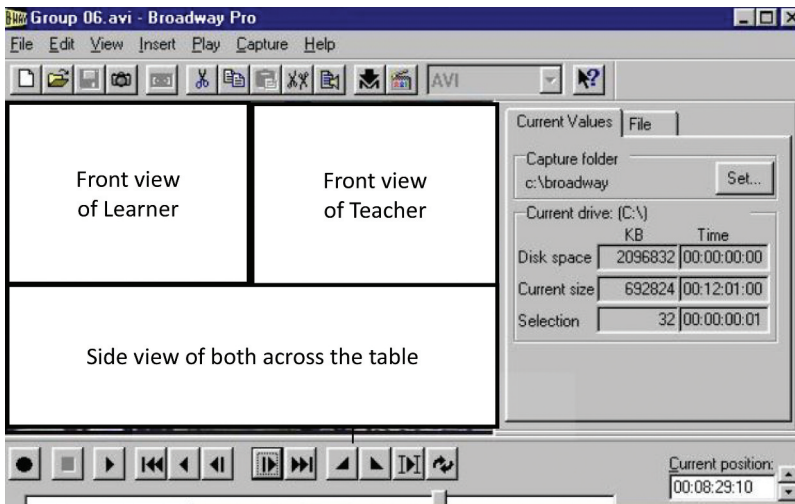 Group 06.avi - Broadway Pro
File Edit View Insert Play Capture Help
AVI
Front view
of Learner
Front view
of Teacher
Side view of both across the table
Current Values File
Capture folder
c:\broadway Set...
Current drive: (C:\)
KB Time
Disk space 2096832 00:00:00:00
Current size 692824 00:12:01:00
Selection 32 00:00:00:01
Current position:
00:08:29:10